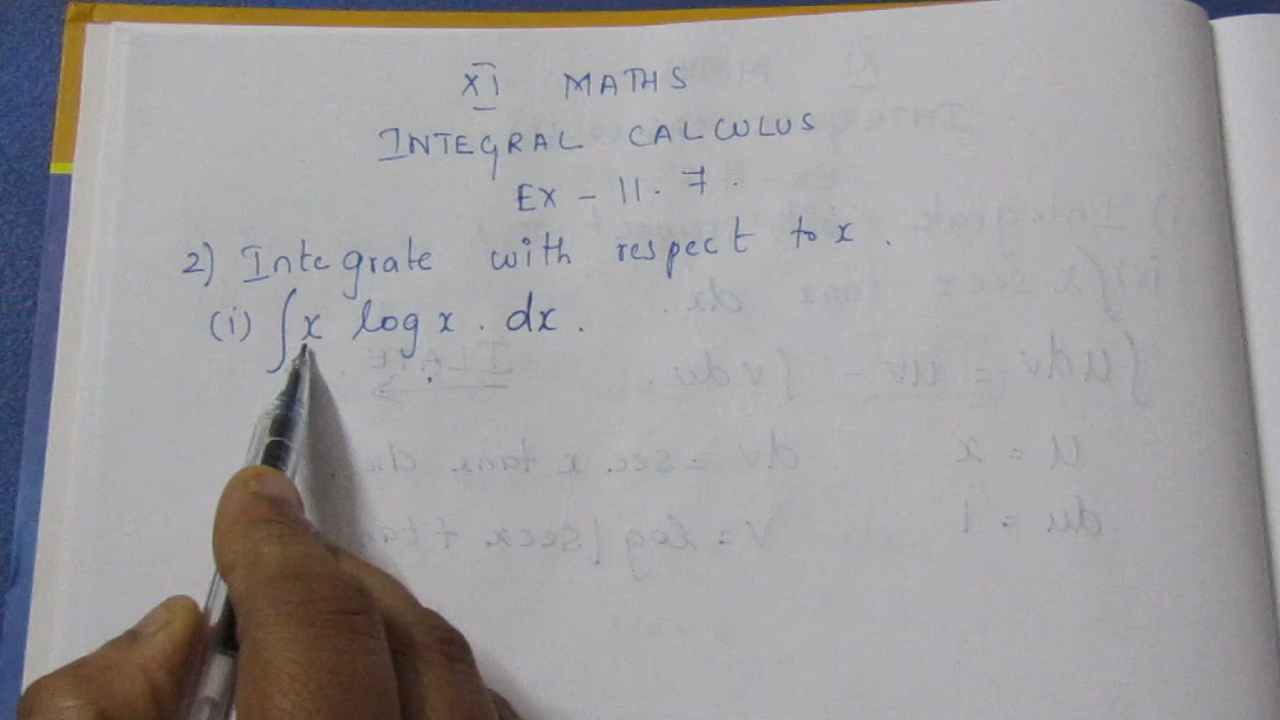 XI MATHS
INTEGRAL CALCULUS
EX - 11.7.
2) Integrate with respect to x.
(i) ∫x log x . dx.